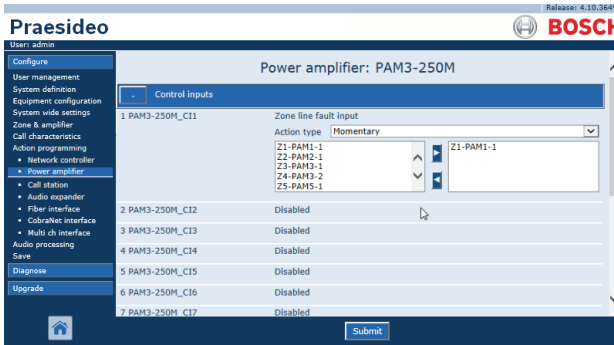 Release: 4.10.3649
Praesideo
BOSCH
User: admin
Configure
User management
System definition
Equipment configuration
System wide settings
Zone & amplifier
Call characteristics
Action programming
• Network controller
• Power amplifier
• Call station
• Audio expander
• Fiber interface
• CobraNet interface
• Multi ch interface
Audio processing
Save
Diagnose
Upgrade
Power amplifier: PAM3-250M
- Control inputs
1 PAM3-250M_CI1 Zone line fault input
Action type Momentary
Z1-PAM1-1
Z2-PAM2-1
Z3-PAM3-1
Z4-PAM3-2
Z5-PAM5-1
Z1-PAM1-1
2 PAM3-250M_CI2 Disabled
3 PAM3-250M_CI3 Disabled
4 PAM3-250M_CI4 Disabled
5 PAM3-250M_CI5 Disabled
6 PAM3-250M_CI6 Disabled
7 PAM3-250M_CI7 Disabled
Submit